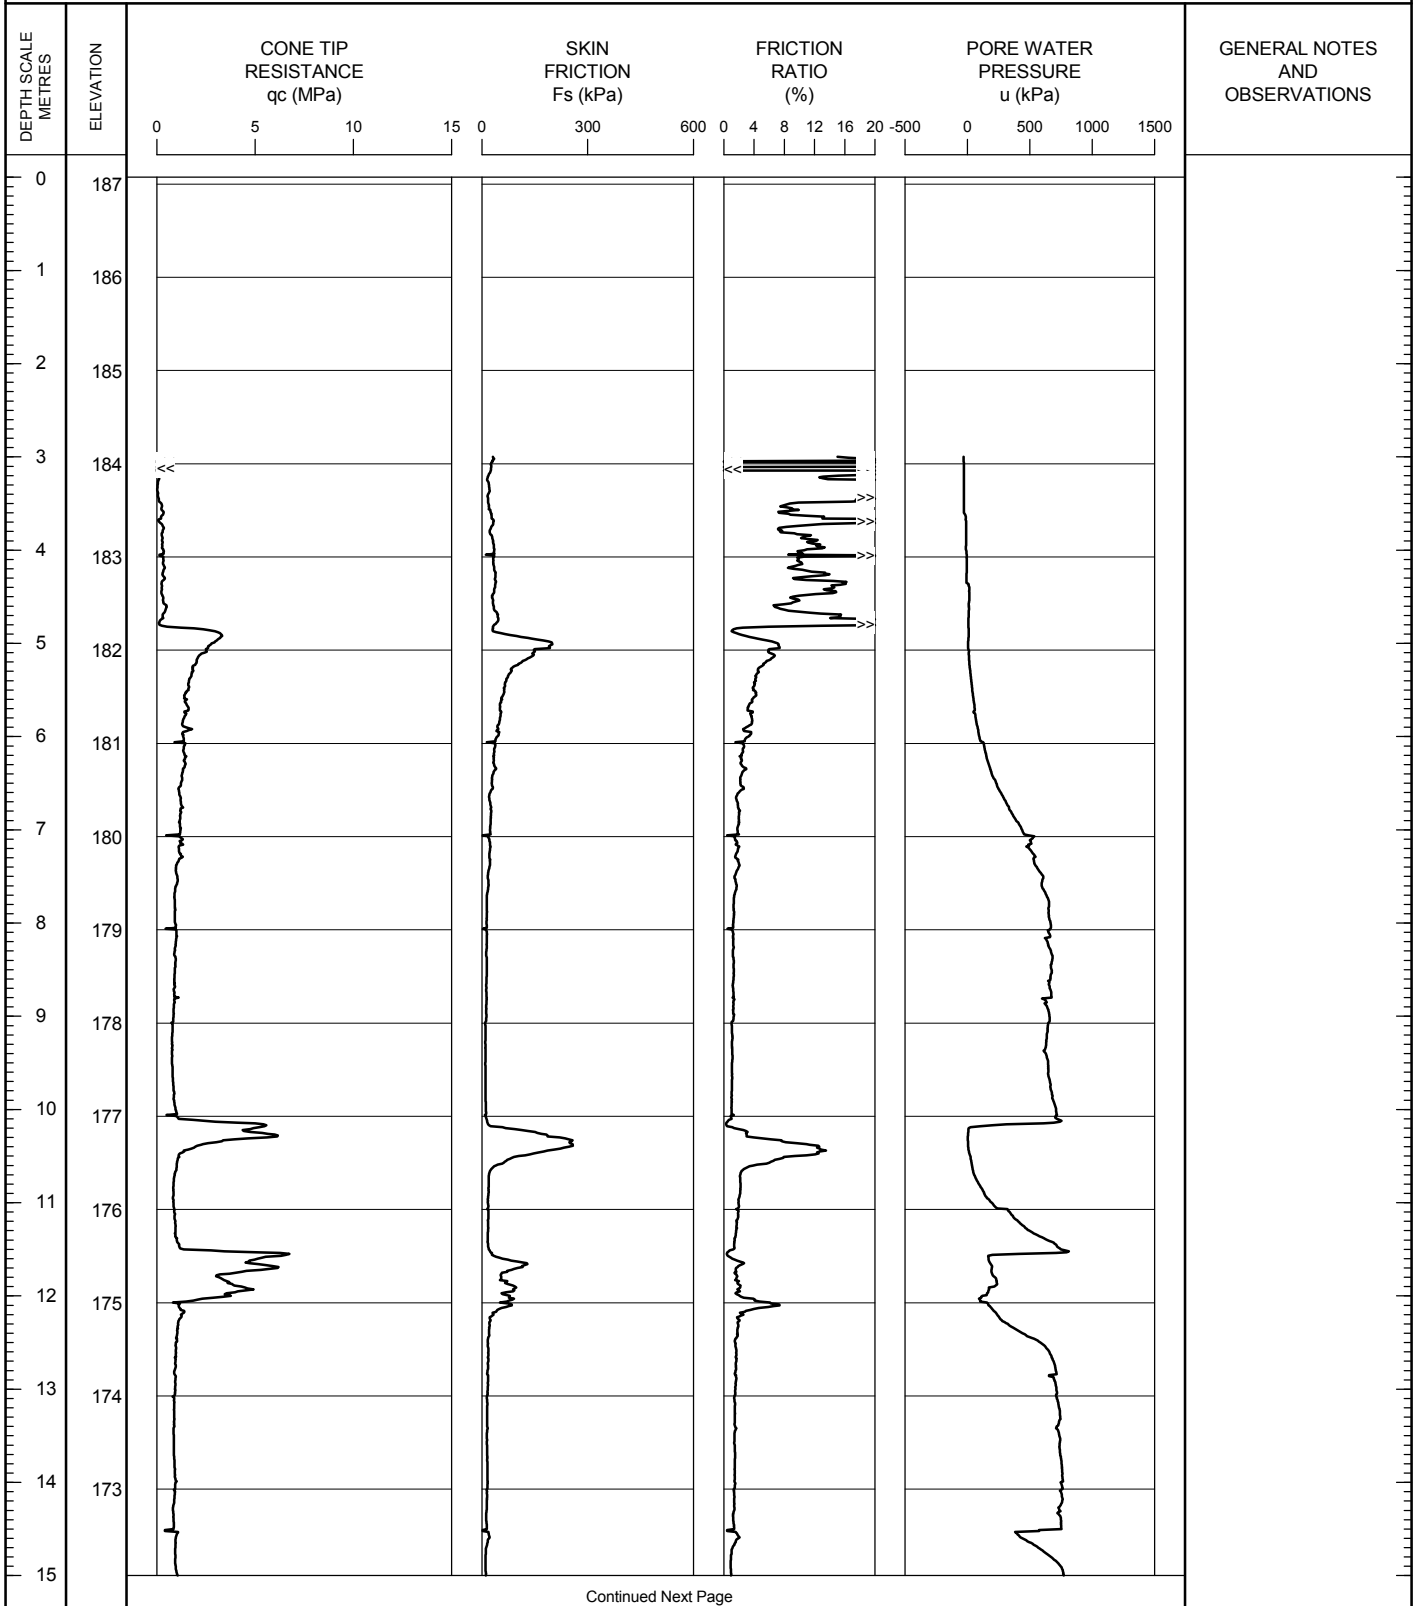 DEPTH SCALE
METRES
ELEVATION
CONE TIP
RESISTANCE
qc (MPa)
SKIN
FRICTION
Fs (kPa)
FRICTION
RATIO
(%)
PORE WATER
PRESSURE
u (kPa)
GENERAL NOTES
AND
OBSERVATIONS
0 5 10 15
0 300 600
0 4 8 12 16 20
-500 0 500 1000 1500
0
187
1
186
2
185
3
184
<<
<<
>>
>>
4
183
>>
>>
5
182
6
181
7
180
8
179
9
178
10
177
11
176
12
175
13
174
14
173
15
Continued Next Page